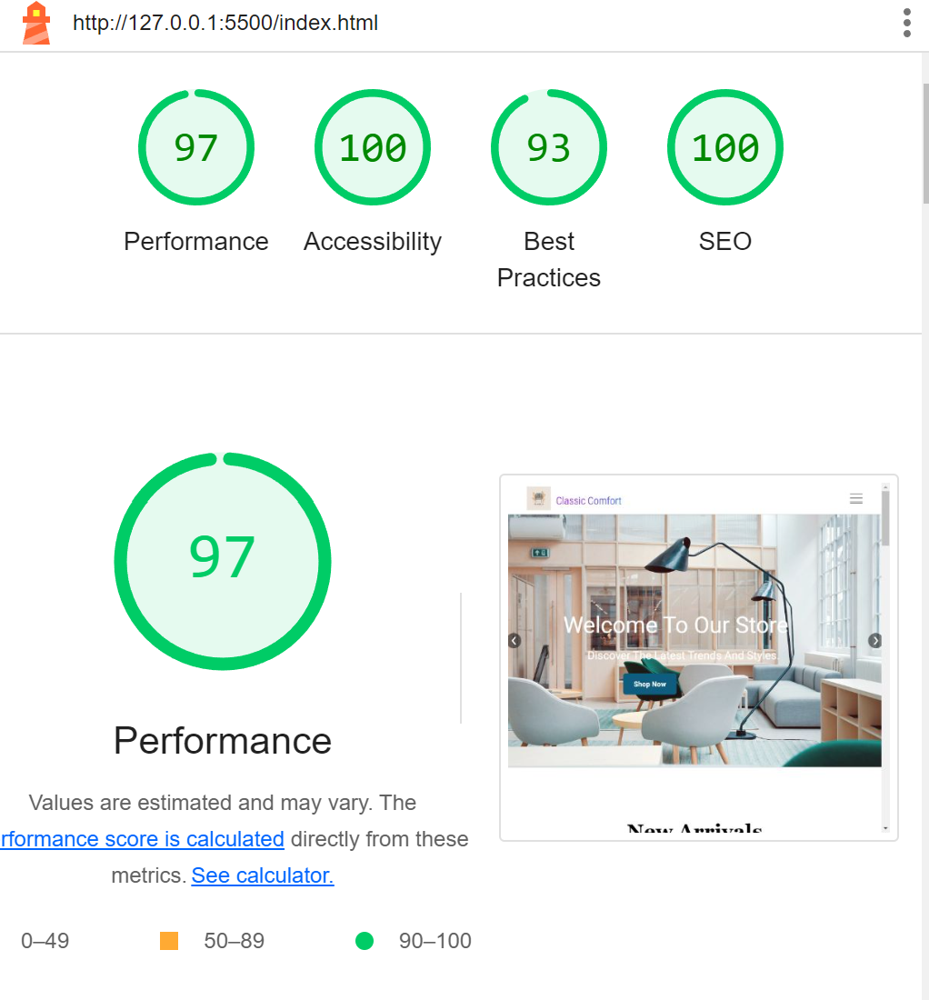 http://127.0.0.1:5500/index.html
97
100
93
100
Performance
Accessibility
Best
Practices
SEO
97
Performance
Values are estimated and may vary. The
rformance score is calculated directly from these
metrics. See calculator.
0–49
50–89
90–100
Classic Comfort
Welcome To Our Store
Discover The Latest Trends And Styles
Shop Now
New Arrivals